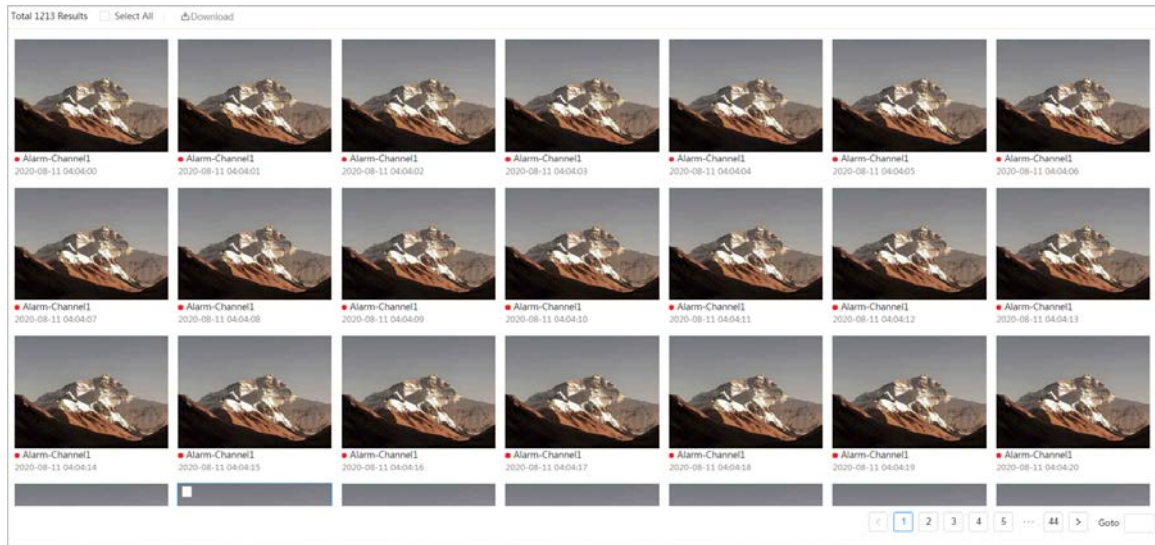 Total 1213 Results Select All Download
Alarm-Channel1 Alarm-Channel1 Alarm-Channel1 Alarm-Channel1 Alarm-Channel1 Alarm-Channel1 Alarm-Channel1
2020-08-11 04:04:00 2020-08-11 04:04:01 2020-08-11 04:04:02 2020-08-11 04:04:03 2020-08-11 04:04:04 2020-08-11 04:04:05 2020-08-11 04:04:06
Alarm-Channel1 Alarm-Channel1 Alarm-Channel1 Alarm-Channel1 Alarm-Channel1 Alarm-Channel1 Alarm-Channel1
2020-08-11 04:04:07 2020-08-11 04:04:08 2020-08-11 04:04:09 2020-08-11 04:04:10 2020-08-11 04:04:11 2020-08-11 04:04:12 2020-08-11 04:04:13
Alarm-Channel1 Alarm-Channel1 Alarm-Channel1 Alarm-Channel1 Alarm-Channel1 Alarm-Channel1 Alarm-Channel1
2020-08-11 04:04:14 2020-08-11 04:04:15 2020-08-11 04:04:16 2020-08-11 04:04:17 2020-08-11 04:04:18 2020-08-11 04:04:19 2020-08-11 04:04:20
< 1 2 3 4 5 ··· 44 > Goto